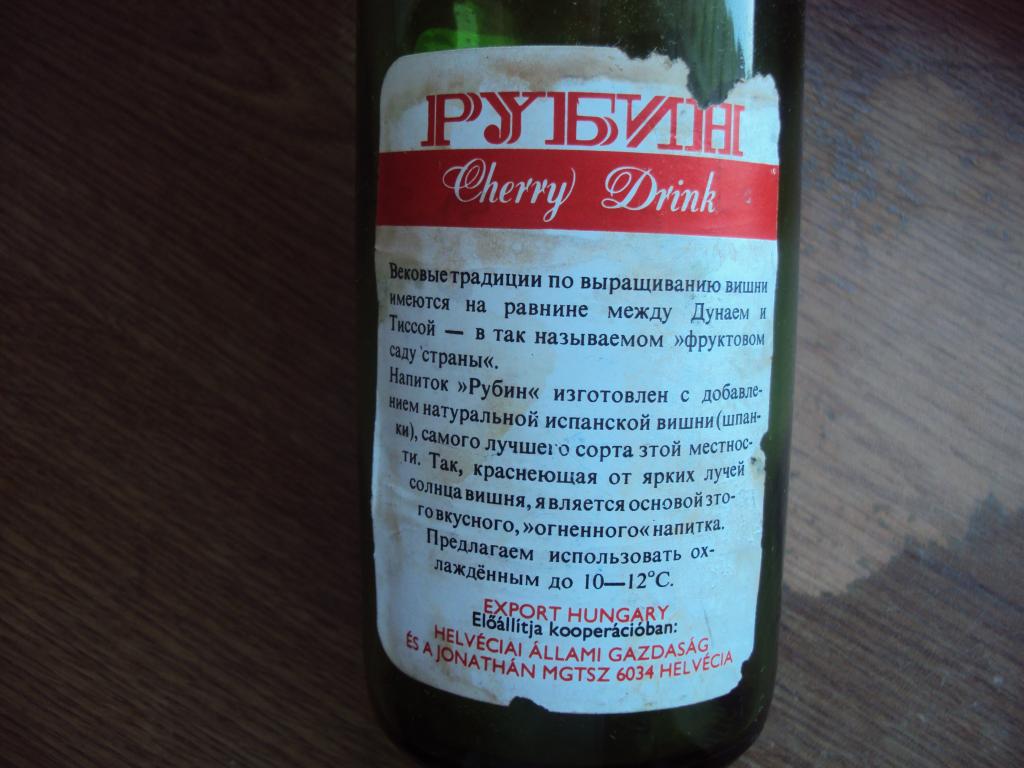 РУБИН
Cherry Drink
Вековые традиции по выращиванию вишни
имеются на равнине между Дунаем и
Тиссой — в так называемом »фруктовом
саду страны«.
Напиток »Рубин« изготовлен с добавле-
нием натуральной испанской вишни (шпан-
ки), самого лучшего сорта зтой местнос-
ти. Так, краснеющая от ярких лучей
солнца вишня, является основой зто-
го вкусного, »огненного« напитка.
Предлагаем использовать ох-
лаждённым до 10—12°C.
EXPORT HUNGARY
Előállítja kooperációban:
HELVÉCIAI ÁLLAMI GAZDASÁG
ÉS A JONATHÁN MGTSZ 6034 HELVÉCIA